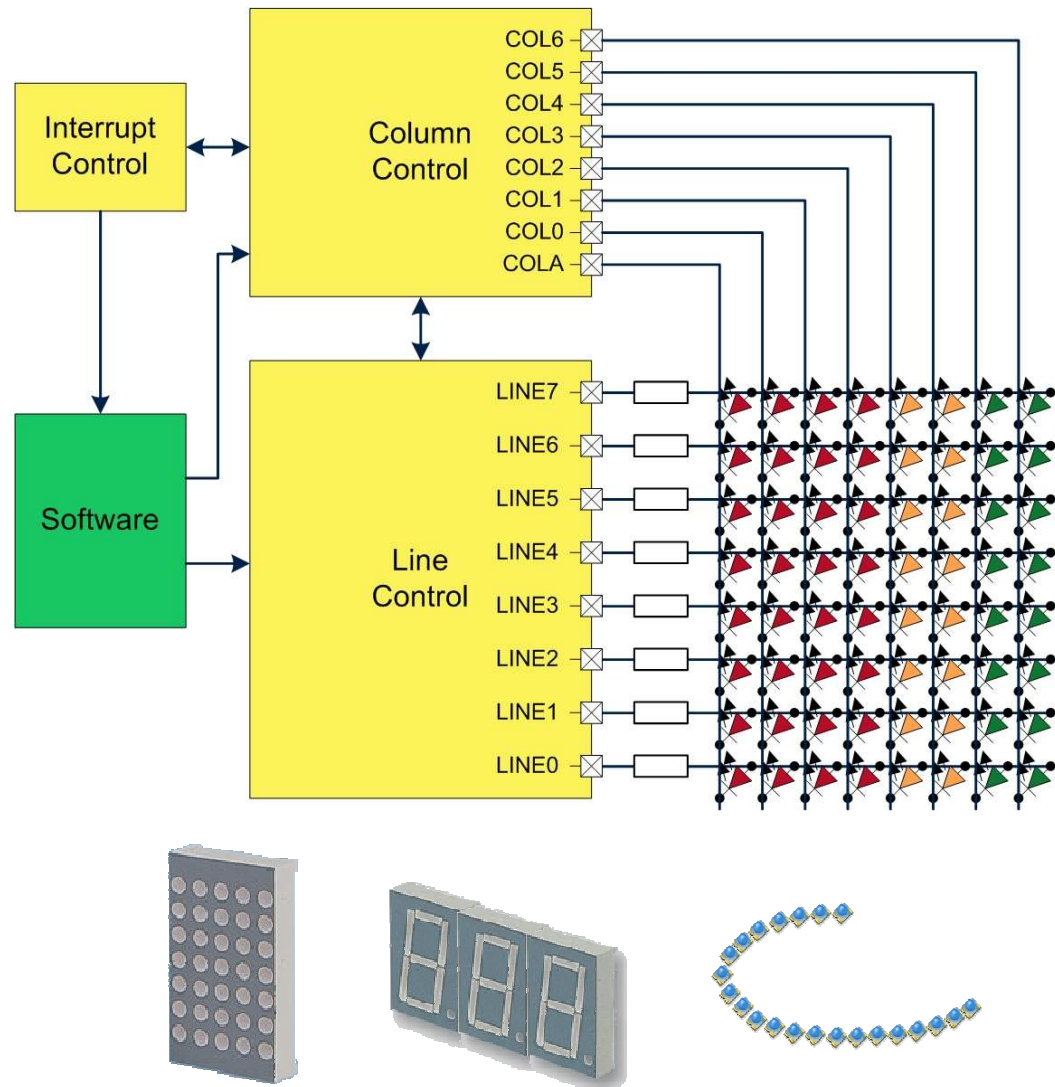 COL6
COL5
COL4
COL3
COL2
COL1
COL0
COLA
Interrupt
Control
Column
Control
Software
LINE7
LINE6
LINE5
LINE4
LINE3
LINE2
LINE1
LINE0
Line
Control